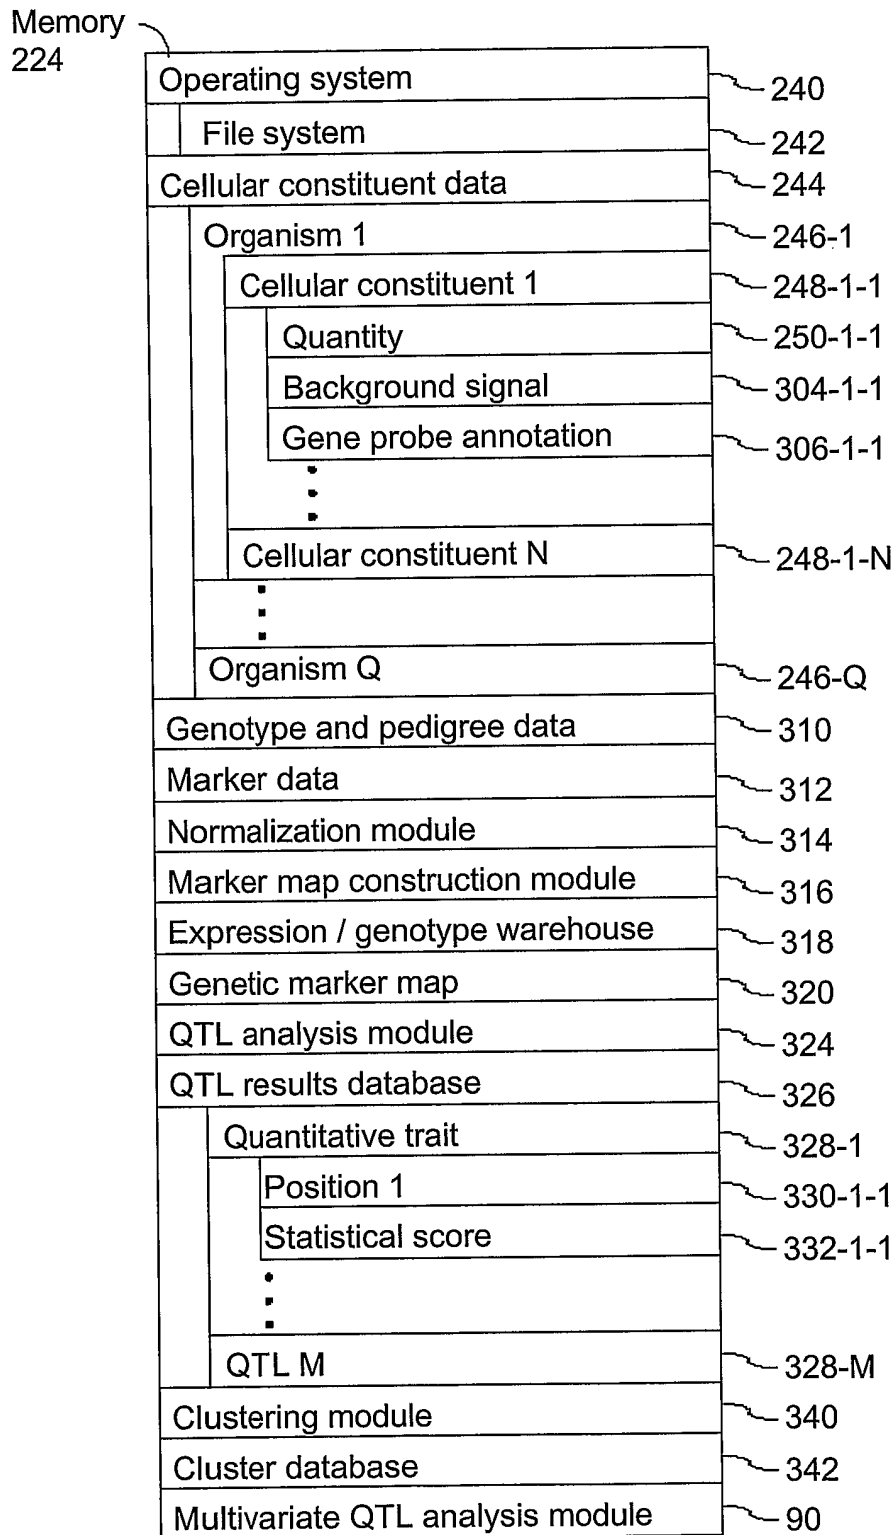 Memory
224
Operating system 240
File system 242
Cellular constituent data 244
Organism 1 246-1
Cellular constituent 1 248-1-1
Quantity 250-1-1
Background signal 304-1-1
Gene probe annotation 306-1-1
Cellular constituent N 248-1-N
Organism Q 246-Q
Genotype and pedigree data 310
Marker data 312
Normalization module 314
Marker map construction module 316
Expression / genotype warehouse 318
Genetic marker map 320
QTL analysis module 324
QTL results database 326
Quantitative trait 328-1
Position 1 330-1-1
Statistical score 332-1-1
QTL M 328-M
Clustering module 340
Cluster database 342
Multivariate QTL analysis module 90